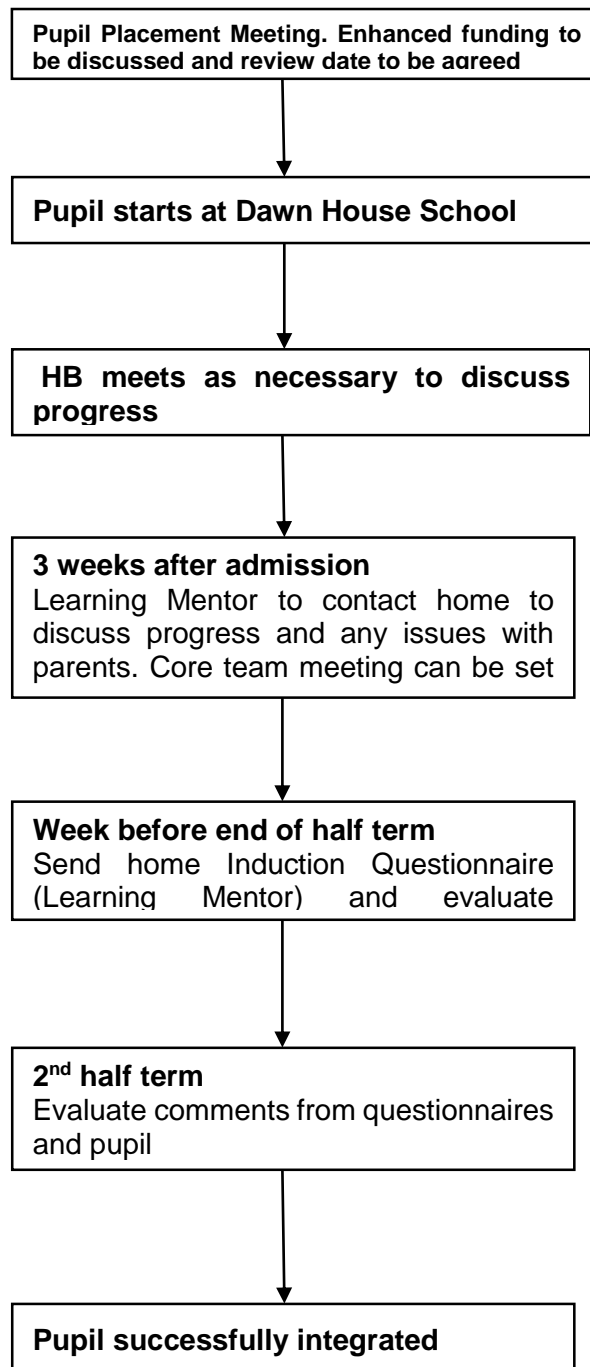 Pupil Placement Meeting. Enhanced funding to
be discussed and review date to be agreed
Pupil starts at Dawn House School
HB meets as necessary to discuss
progress
3 weeks after admission
Learning Mentor to contact home to
discuss progress and any issues with
parents. Core team meeting can be set
Week before end of half term
Send home Induction Questionnaire
(Learning Mentor) and evaluate
2nd half term
Evaluate comments from questionnaires
and pupil
Pupil successfully integrated